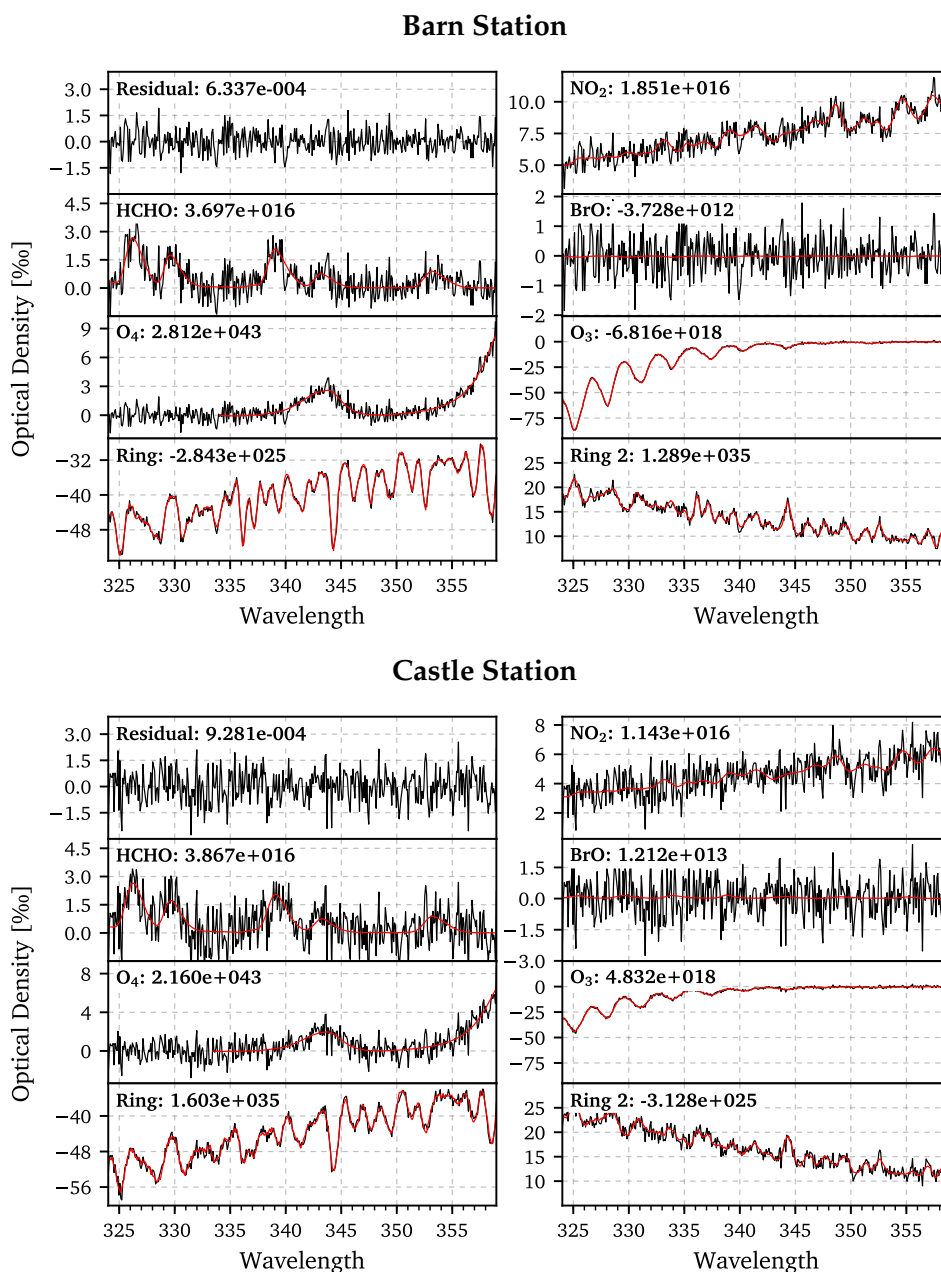 Barn Station
Residual: 6.337e-004
3.0
1.5
0.0
−1.5
HCHO: 3.697e+016
4.5
3.0
1.5
0.0
O₄: 2.812e+043
9
6
3
0
Ring: -2.843e+025
−32
−40
−48
325 330 335 340 345 350 355
Wavelength
Optical Density [‰]
NO₂: 1.851e+016
10.0
7.5
5.0
BrO: -3.728e+012
2
1
0
−1
−2
O₃: -6.816e+018
0
−25
−50
−75
Ring 2: 1.289e+035
25
20
15
10
325 330 335 340 345 350 355
Wavelength
Castle Station
Residual: 9.281e-004
3.0
1.5
0.0
−1.5
HCHO: 3.867e+016
4.5
3.0
1.5
0.0
O₄: 2.160e+043
8
4
0
Ring: 1.603e+035
−40
−48
−56
325 330 335 340 345 350 355
Wavelength
Optical Density [‰]
NO₂: 1.143e+016
8
6
4
2
BrO: 1.212e+013
1.5
0.0
−1.5
−3.0
O₃: 4.832e+018
0
−25
−50
−75
Ring 2: -3.128e+025
25
20
15
10
325 330 335 340 345 350 355
Wavelength